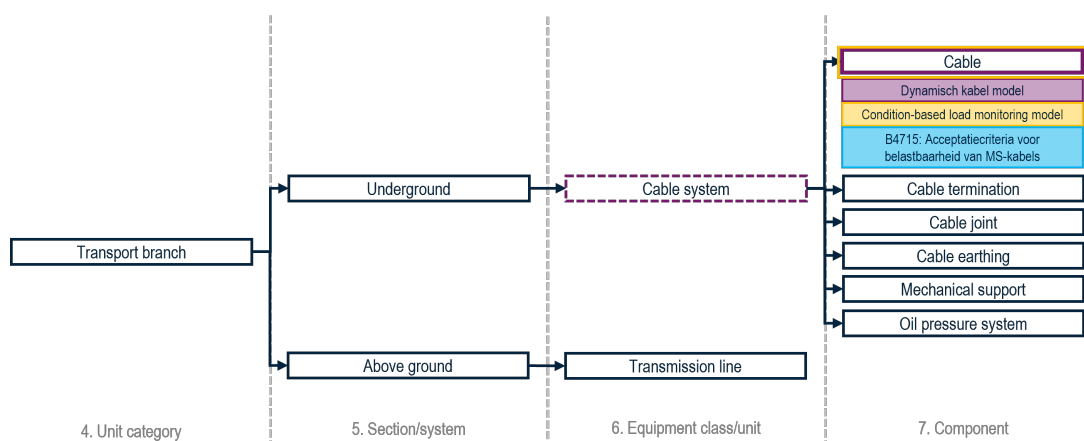 Cable
Dynamisch kabel model
Condition-based load monitoring model
B4715: Acceptatiecriteria voor
belastbaarheid van MS-kabels
Underground
Cable system
Cable termination
Cable joint
Transport branch
Cable earthing
Mechanical support
Oil pressure system
Above ground
Transmission line
4. Unit category
5. Section/system
6. Equipment class/unit
7. Component